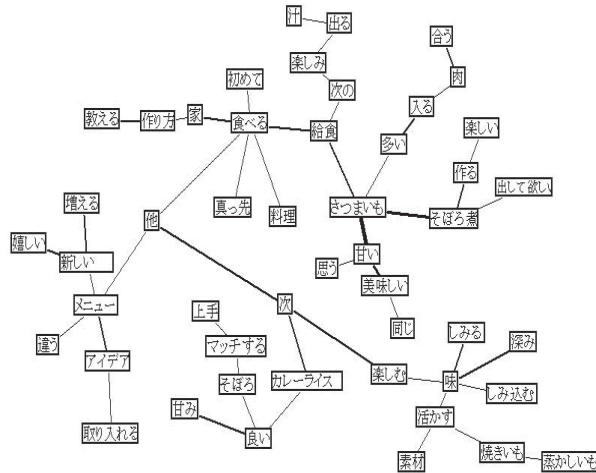 汁
出る
合う
楽しみ
肉
初めて
次の
入る
教える
作り方
家
食べる
給食
多い
楽しい
作る
出して欲しい
増える
真っ先
料理
さつまいも
そぼろ煮
他
嬉しい
新しい
甘い
思う
美味しい
メニュー
次
上手
同じ
しみる
深み
違う
アイデア
マッチする
そぼろ
カレーライス
楽しむ
味
しみ込む
甘み
良い
活かす
取り入れる
素材
焼きいも
蒸かしいも